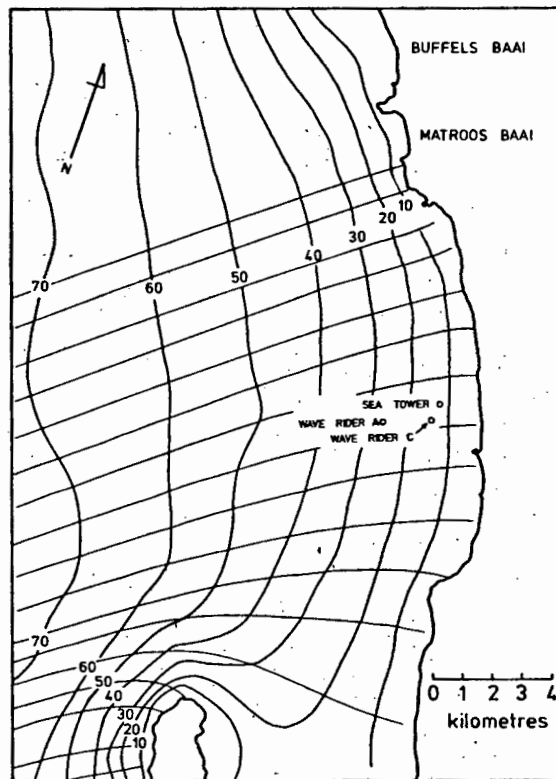 BUFFELS BAAI
MATROOS BAAI
N
10
20
30
40
50
60
70
SEA TOWER O
WAVE RIDER AO
WAVE RIDER C
70
60
50
40
30
20
10
0 1 2 3 4
kilometres